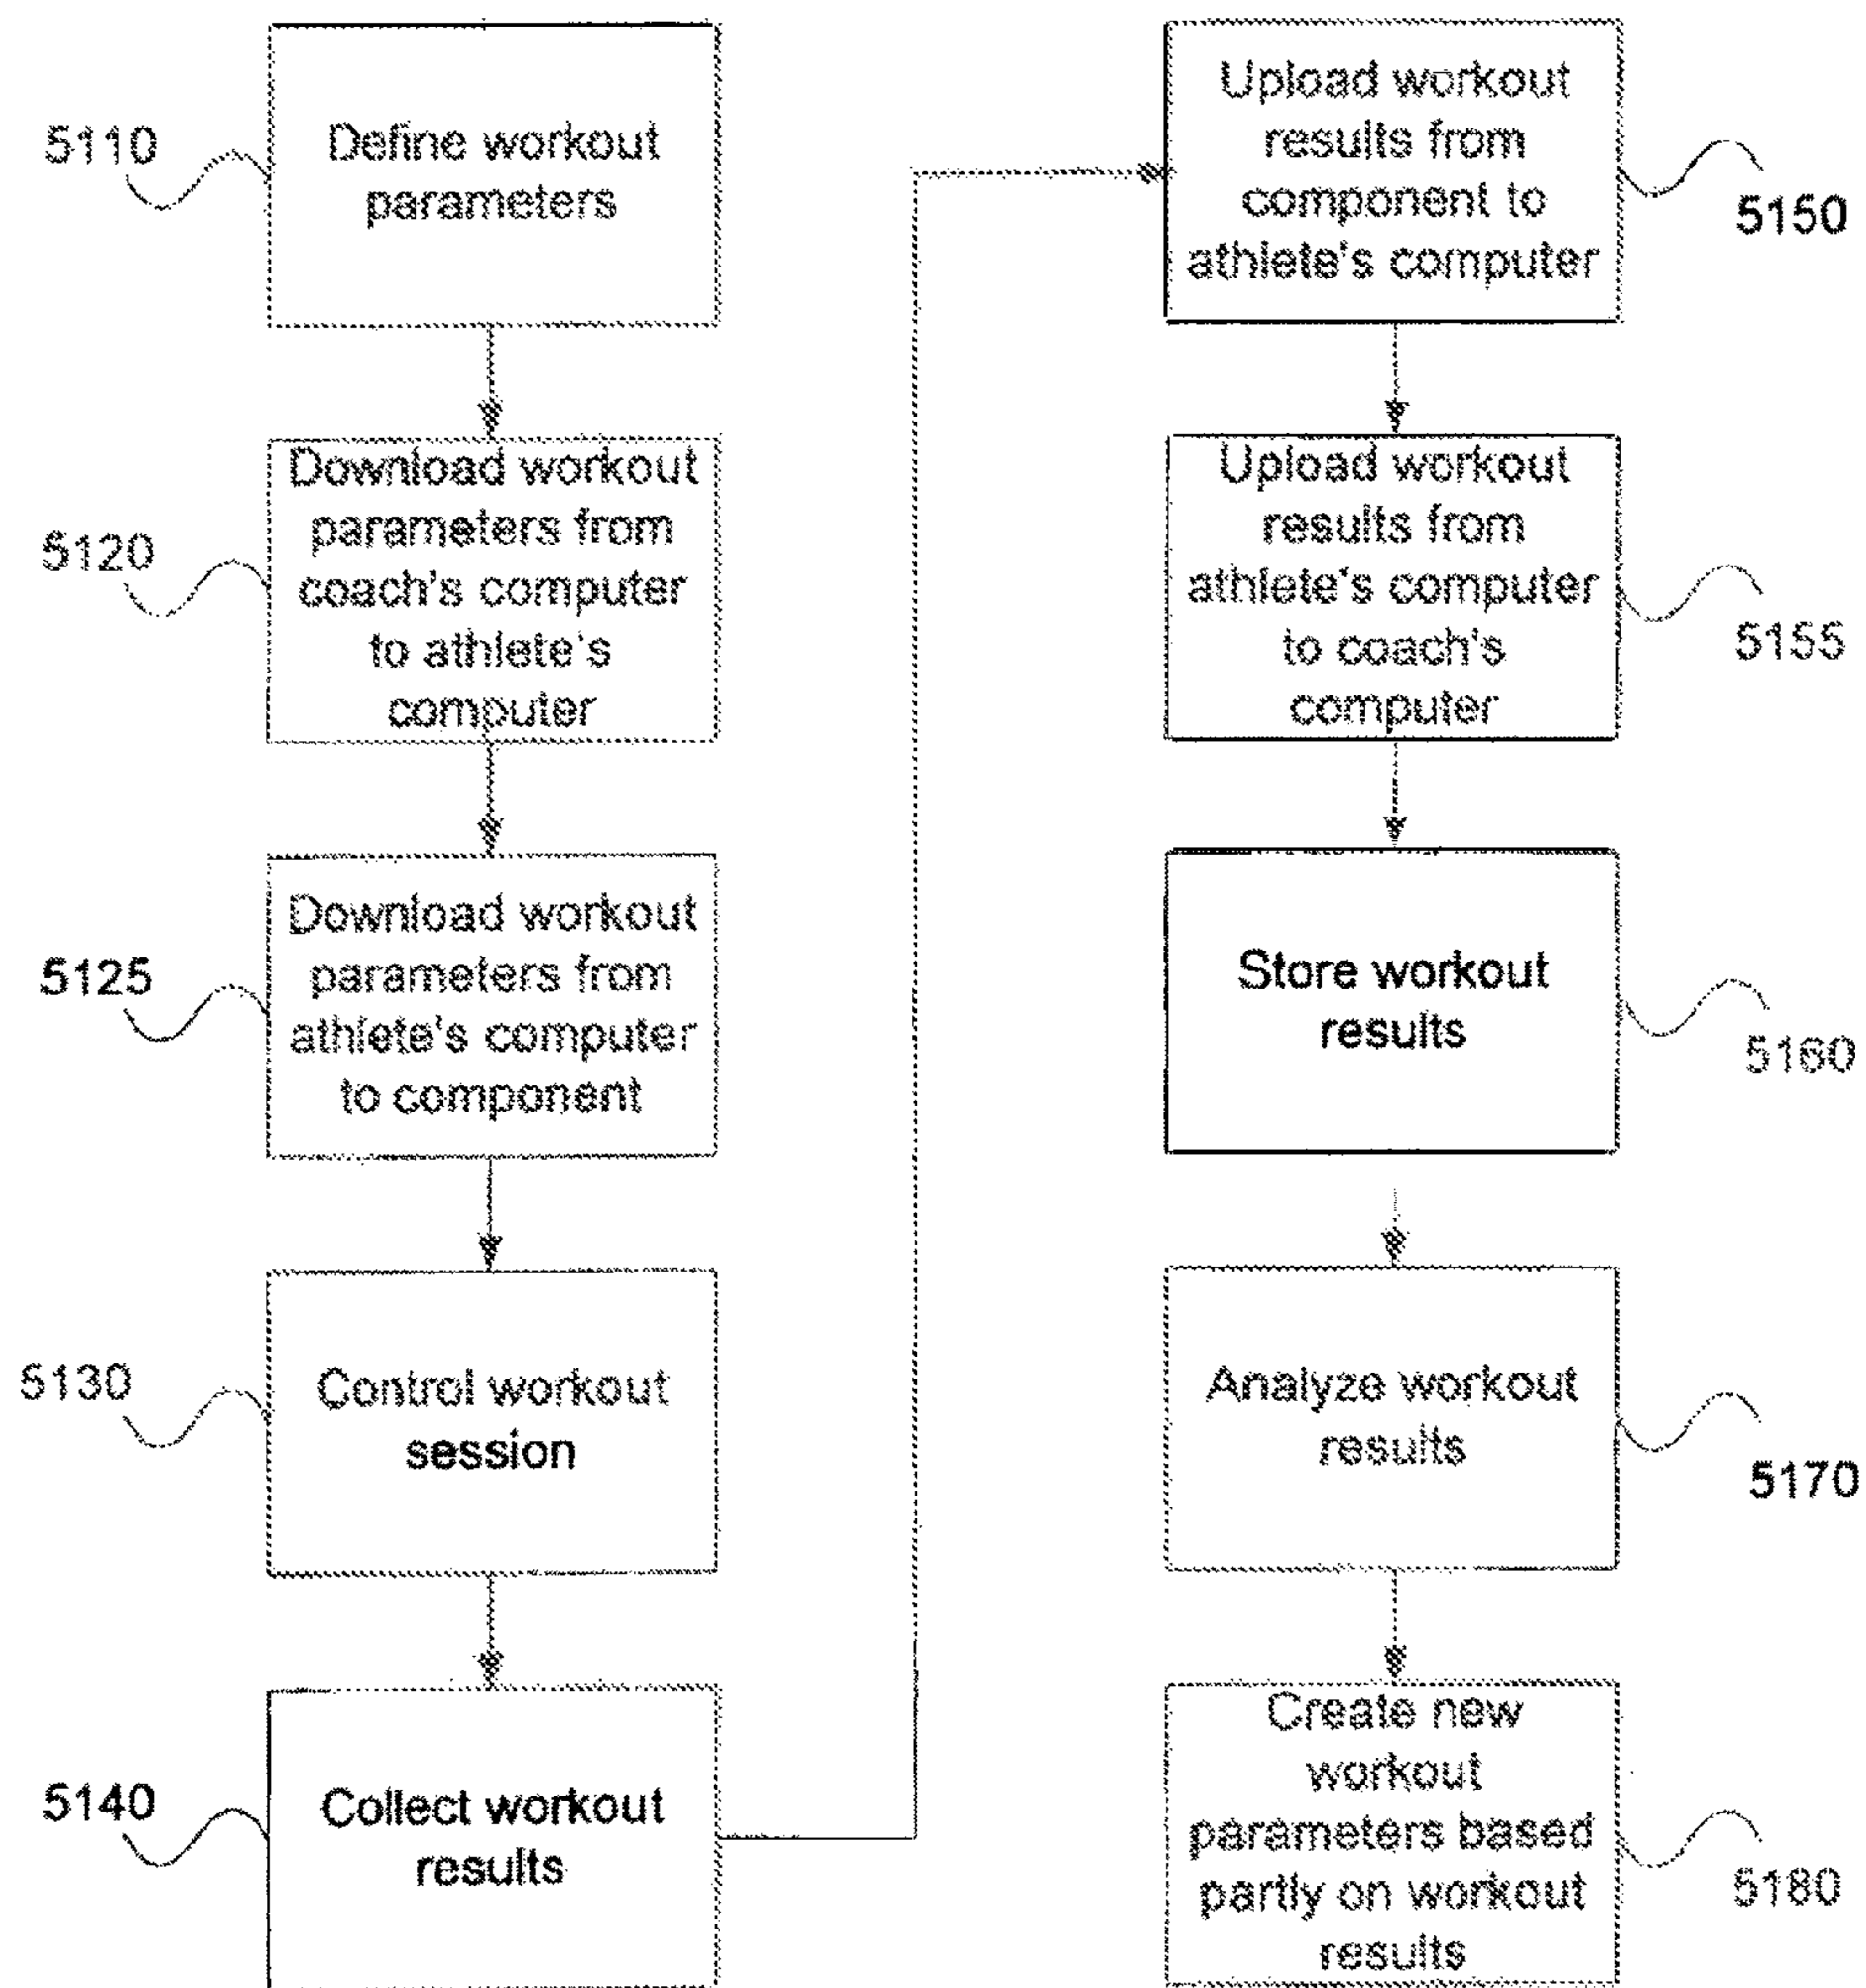 5110
Define workout
parameters
5120
Download workout
parameters from
coach's computer
to athlete's
computer
5125
Download workout
parameters from
athlete's computer
to component
5130
Control workout
session
5140
Collect workout
results
Upload workout
results from
component to
athlete's computer
5150
Upload workout
results from
athlete's computer
to coach's
computer
5155
Store workout
results
5160
Analyze workout
results
5170
Create new
workout
parameters based
partly on workout
results
5180